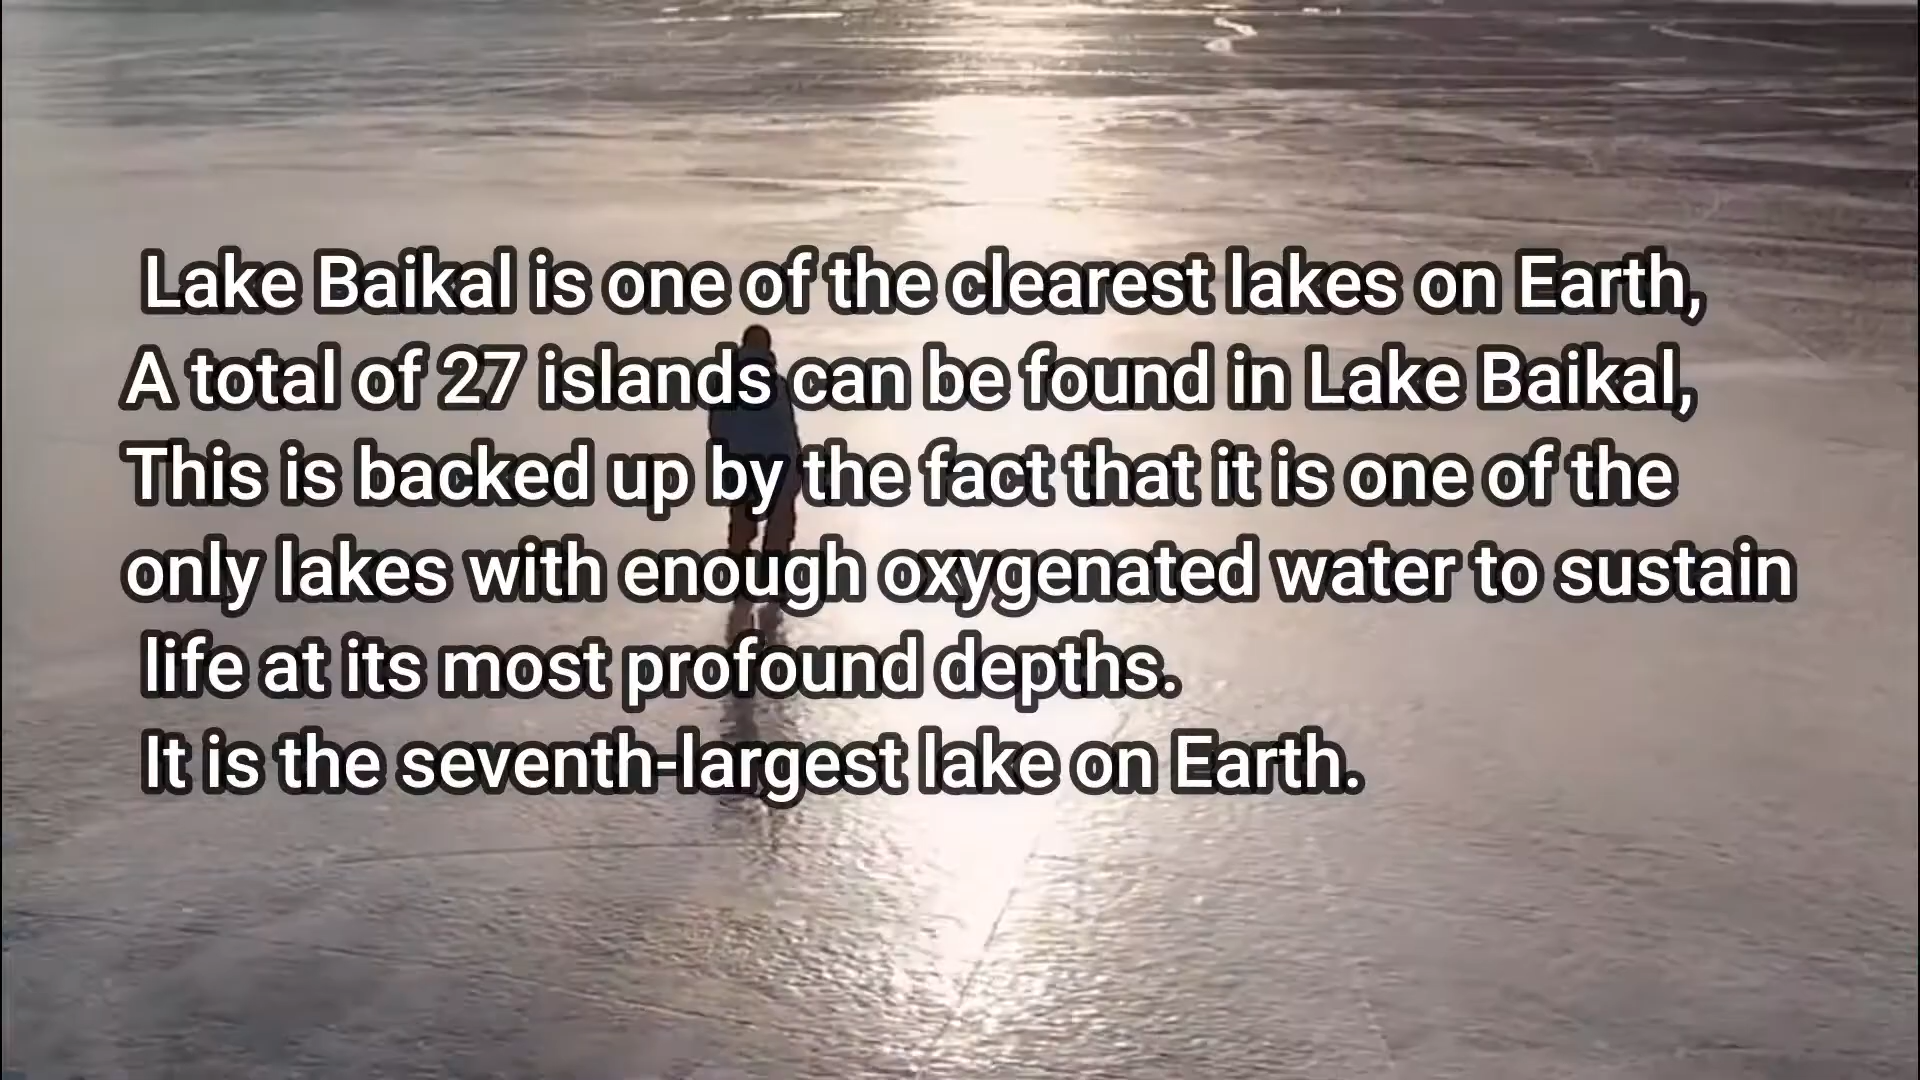 Lake Baikal is one of the clearest lakes on Earth,
A total of 27 islands can be found in Lake Baikal,
This is backed up by the fact that it is one of the
only lakes with enough oxygenated water to sustain
life at its most profound depths.
It is the seventh-largest lake on Earth.